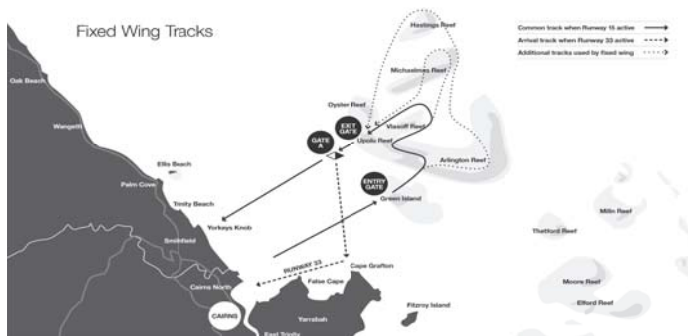 Fixed Wing Tracks
Common track when Runway 15 active
Arrival track when Runway 33 active
Additional tracks used by fixed wing
Hastings Reef
Michaelmas Reef
Oak Beach
Oyster Reef
Wangetti
EXIT
GATE
Vlasoff Reef
GATE
A
Upolu Reef
Ellis Beach
Arlington Reef
Palm Cove
ENTRY
GATE
Green Island
Trinity Beach
Yorkeys Knob
Milln Reef
Thetford Reef
Smithfield
RUNWAY 33
Cape Grafton
Moore Reef
Cairns North
False Cape
Elford Reef
Fitzroy Island
CAIRNS
Yarrabah
East Trinity